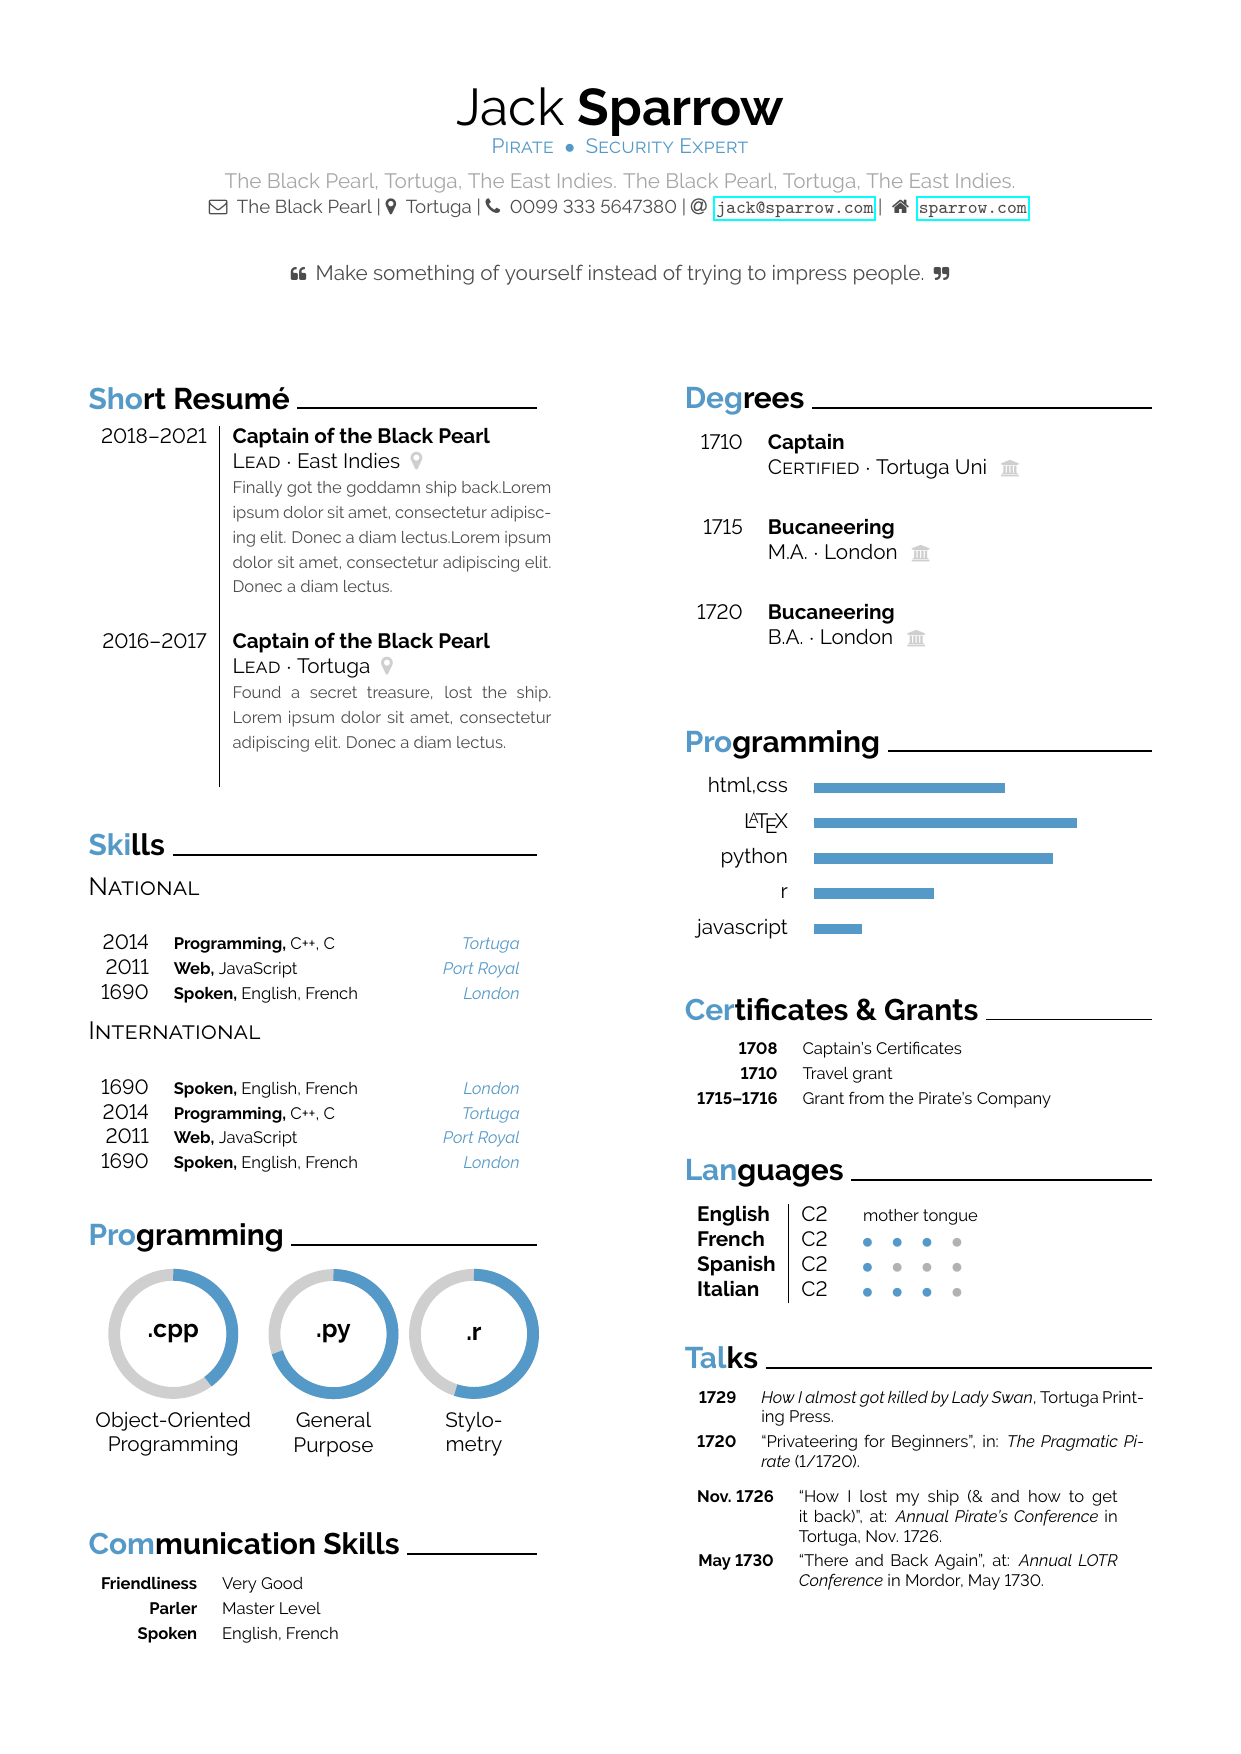 Jack Sparrow
Pirate • Security Expert
The Black Pearl, Tortuga, The East Indies. The Black Pearl, Tortuga, The East Indies.
The Black Pearl | Tortuga | 0099 333 5647380 | @ jack@sparrow.com | sparrow.com
“ Make something of yourself instead of trying to impress people. ”
Short Resumé
2018–2021 Captain of the Black Pearl
Lead · East Indies
Finally got the goddamn ship back.Lorem
ipsum dolor sit amet, consectetur adipisc-
ing elit. Donec a diam lectus.Lorem ipsum
dolor sit amet, consectetur adipiscing elit.
Donec a diam lectus.
2016–2017 Captain of the Black Pearl
Lead · Tortuga
Found a secret treasure, lost the ship.
Lorem ipsum dolor sit amet, consectetur
adipiscing elit. Donec a diam lectus.
Skills
National
2014 Programming, C++, C Tortuga
2011 Web, JavaScript Port Royal
1690 Spoken, English, French London
International
1690 Spoken, English, French London
2014 Programming, C++, C Tortuga
2011 Web, JavaScript Port Royal
1690 Spoken, English, French London
Programming
.cpp .py .r
Object-Oriented General Stylo-
Programming Purpose metry
Communication Skills
Friendliness Very Good
Parler Master Level
Spoken English, French
Degrees
1710 Captain
Certified · Tortuga Uni
1715 Bucaneering
M.A. · London
1720 Bucaneering
B.A. · London
Programming
html,css
LATEX
python
r
javascript
Certificates & Grants
1708 Captain's Certificates
1710 Travel grant
1715–1716 Grant from the Pirate's Company
Languages
English C2 mother tongue
French C2
Spanish C2
Italian C2
Talks
1729 How I almost got killed by Lady Swan, Tortuga Print-
ing Press.
1720 “Privateering for Beginners”, in: The Pragmatic Pi-
rate (1/1720).
Nov. 1726 “How I lost my ship (& and how to get
it back)”, at: Annual Pirate's Conference in
Tortuga, Nov. 1726.
May 1730 “There and Back Again”, at: Annual LOTR
Conference in Mordor, May 1730.